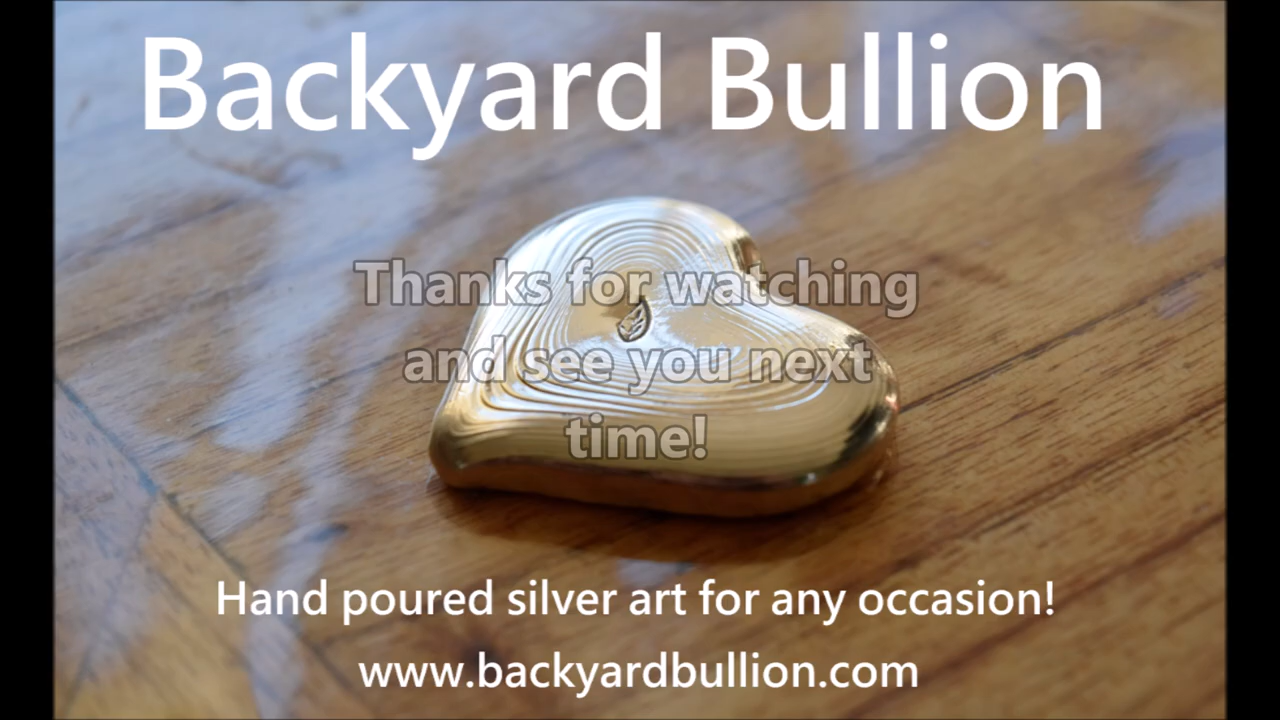 Backyard Bullion
Thanks for watching
and see you next
time!
Hand poured silver art for any occasion!
www.backyardbullion.com